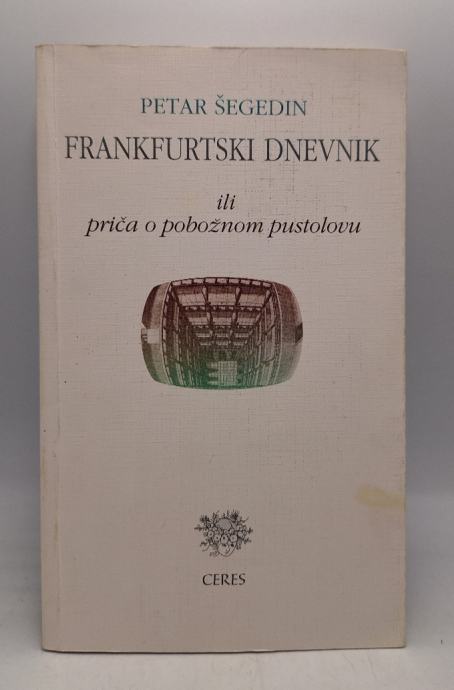 PETAR ŠEGEDIN
FRANKFURTSKI DNEVNIK
ili
priča o pobožnom pustolovu
CERES